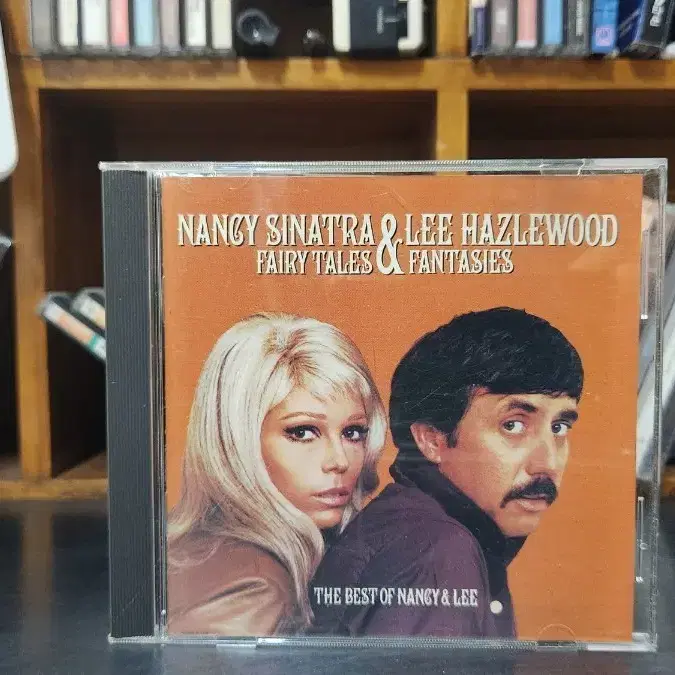 NANCY SINATRA & LEE HAZLEWOOD
FAIRY TALES & FANTASIES
THE BEST OF NANCY & LEE